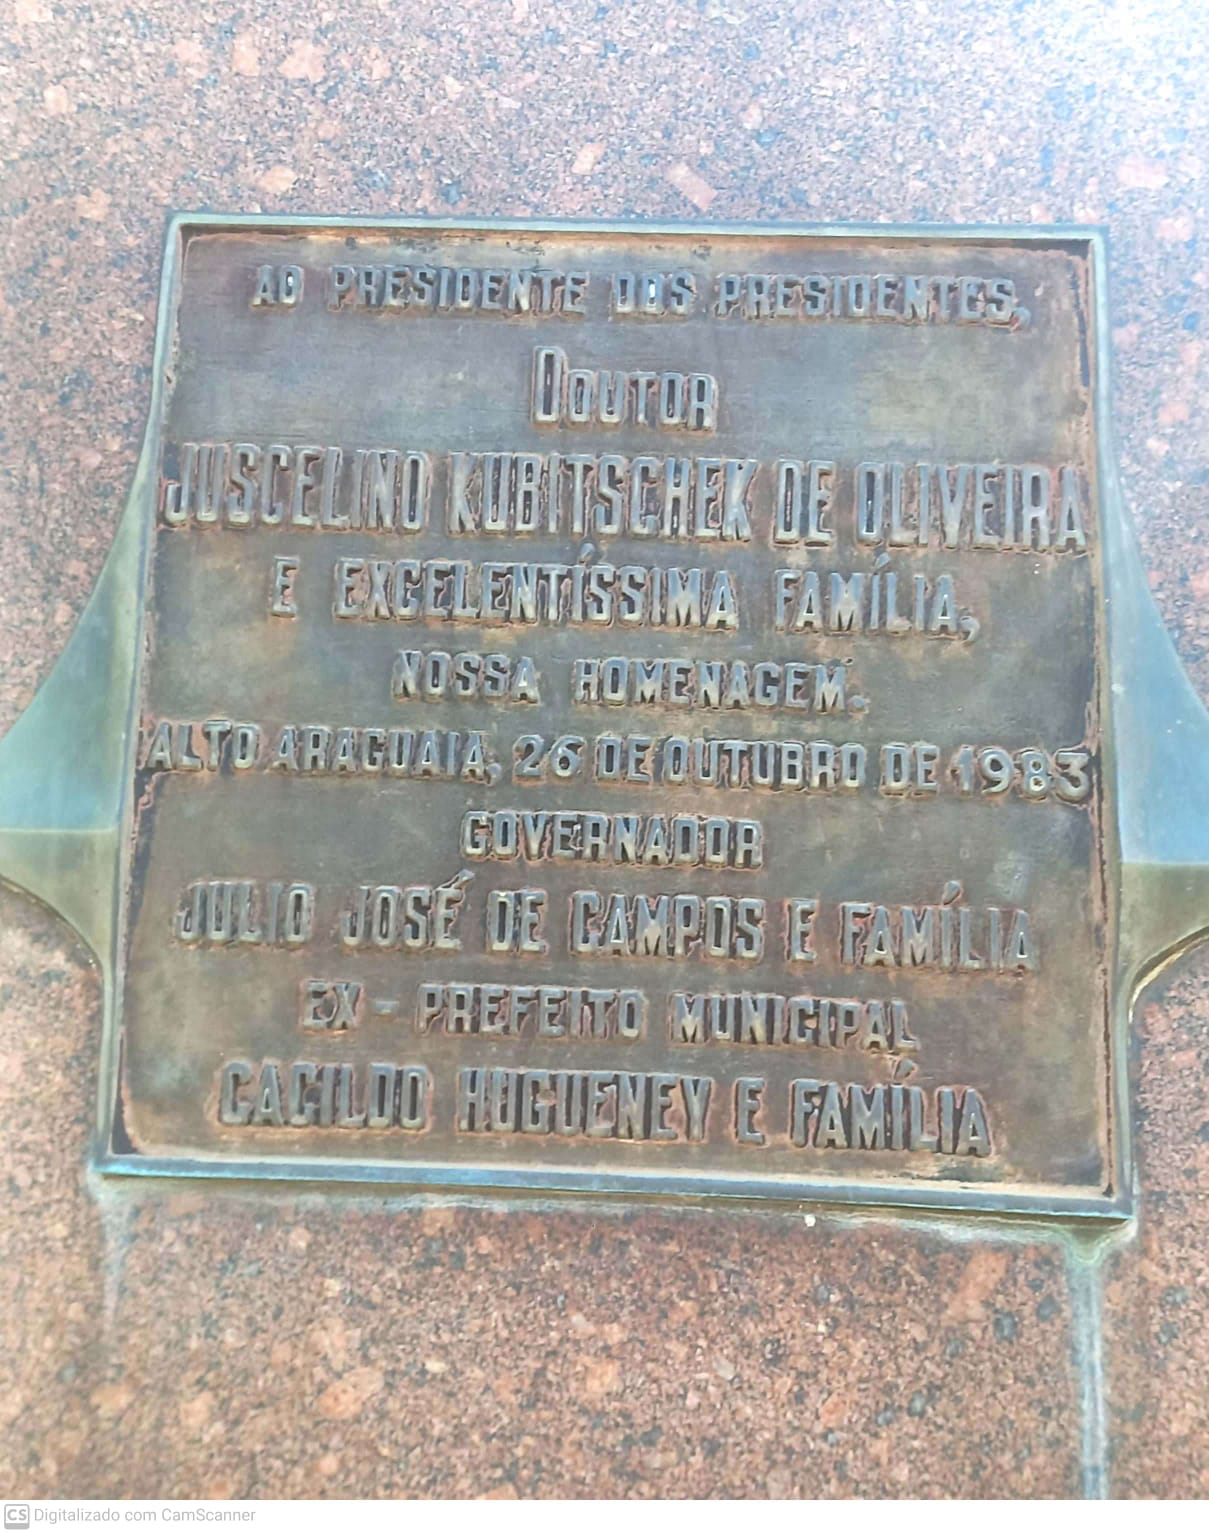 AO PRESIDENTE DOS PRESIDENTES,
DOUTOR
JUSCELINO KUBITSCHEK DE OLIVEIRA
E EXCELENTÍSSIMA FAMÍLIA,
NOSSA HOMENAGEM.
ALTO ARAGUAIA, 26 DE OUTUBRO DE 1983
GOVERNADOR
JULIO JOSÉ DE CAMPOS E FAMÍLIA
EX - PREFEITO MUNICIPAL
CACILDO HUGUENEY E FAMÍLIA
CS Digitalizado com CamScanner